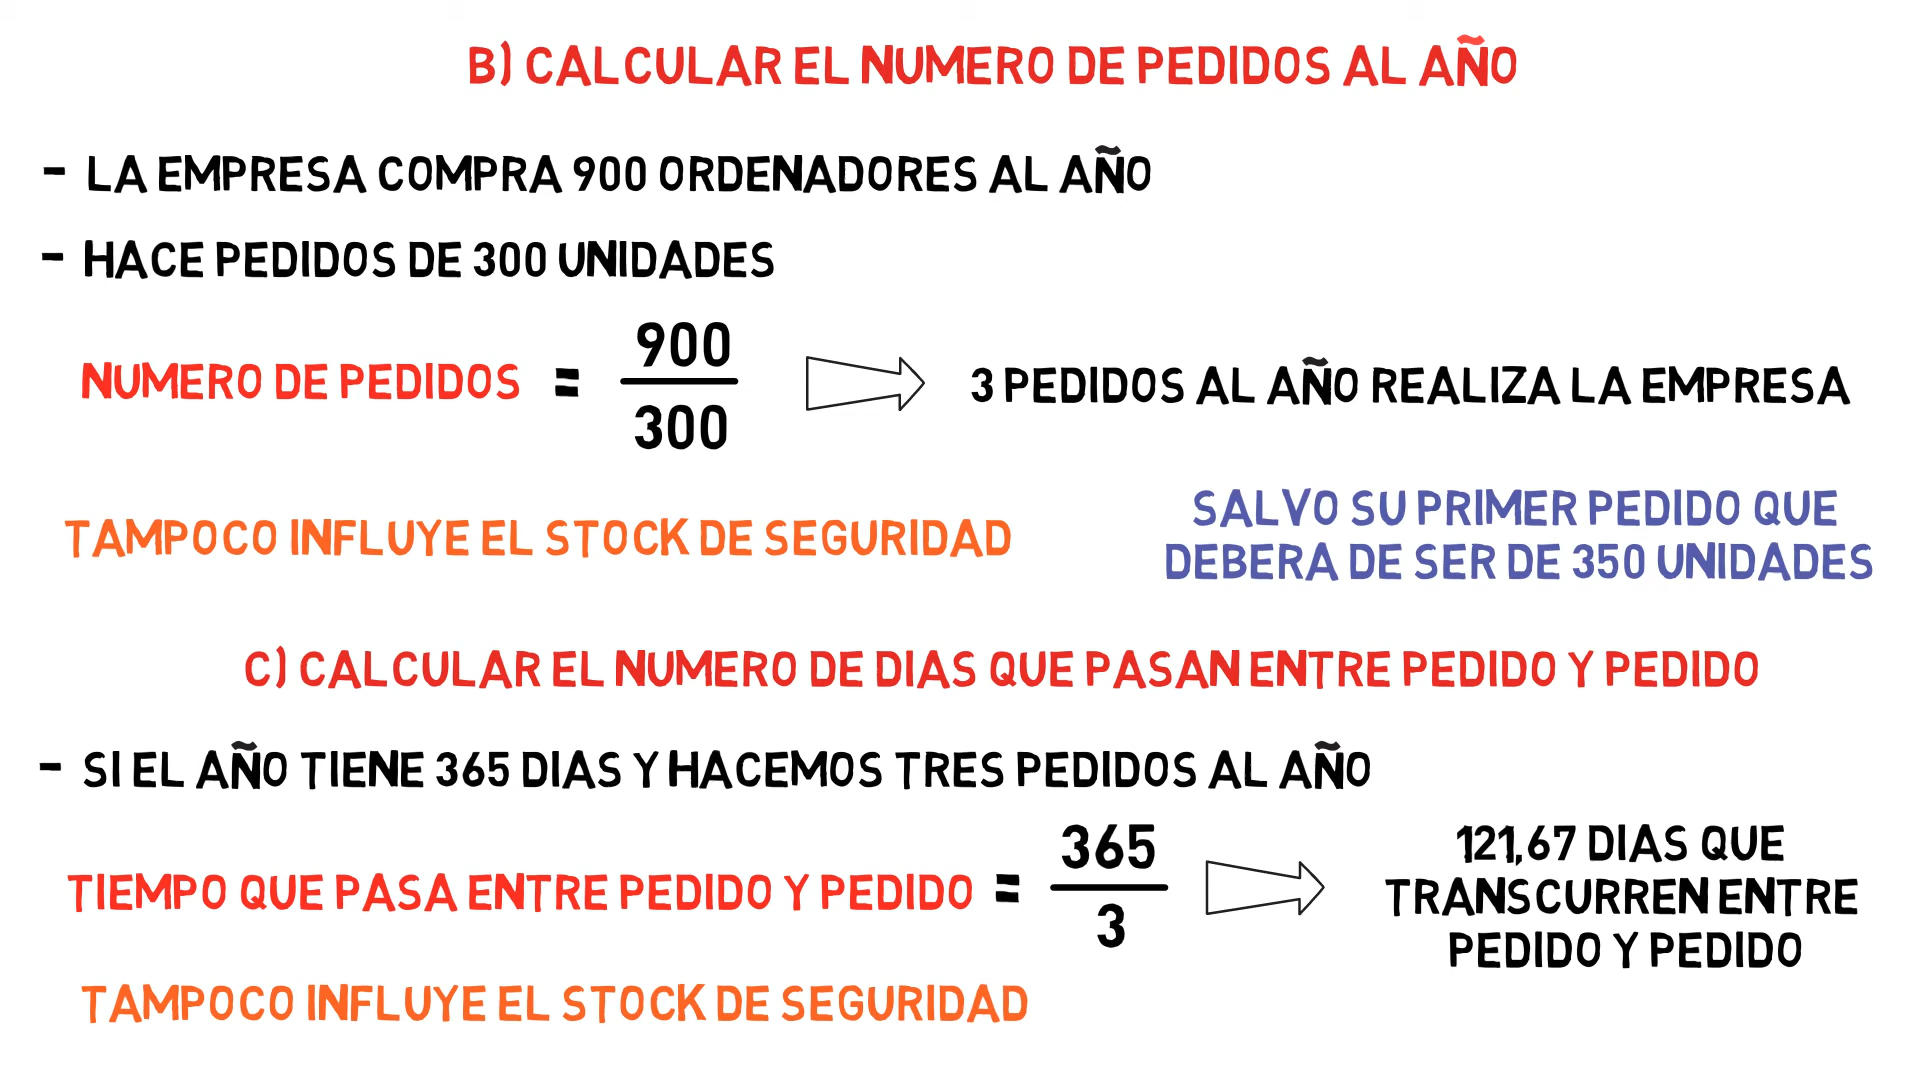 B) CALCULAR EL NUMERO DE PEDIDOS AL AÑO
- LA EMPRESA COMPRA 900 ORDENADORES AL AÑO
- HACE PEDIDOS DE 300 UNIDADES
NUMERO DE PEDIDOS = 900 / 300
3 PEDIDOS AL AÑO REALIZA LA EMPRESA
TAMPOCO INFLUYE EL STOCK DE SEGURIDAD
SALVO SU PRIMER PEDIDO QUE
DEBERA DE SER DE 350 UNIDADES
C) CALCULAR EL NUMERO DE DIAS QUE PASAN ENTRE PEDIDO Y PEDIDO
- SI EL AÑO TIENE 365 DIAS Y HACEMOS TRES PEDIDOS AL AÑO
TIEMPO QUE PASA ENTRE PEDIDO Y PEDIDO = 365 / 3
121,67 DIAS QUE
TRANSCURREN ENTRE
PEDIDO Y PEDIDO
TAMPOCO INFLUYE EL STOCK DE SEGURIDAD